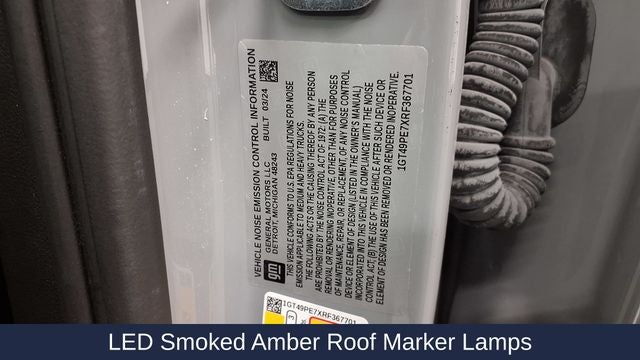 VEHICLE NOISE EMISSION CONTROL INFORMATION
GENERAL MOTORS LLC
DETROIT, MICHIGAN 48243
BUILT 03/24
gm
THIS VEHICLE CONFORMS TO U.S. EPA REGULATIONS FOR NOISE
EMISSION APPLICABLE TO MEDIUM AND HEAVY TRUCKS.
THE FOLLOWING ACTS OR THE CAUSING THEREOF BY ANY PERSON
ARE PROHIBITED BY THE NOISE CONTROL ACT OF 1972: (A) THE
REMOVAL OR RENDERING INOPERATIVE, OTHER THAN FOR PURPOSES
OF MAINTENANCE, REPAIR, OR REPLACEMENT, OF ANY NOISE CONTROL
DEVICE OR ELEMENT OF DESIGN (LISTED IN THE OWNER'S MANUAL)
INCORPORATED INTO THIS VEHICLE IN COMPLIANCE WITH THE NOISE
CONTROL ACT; (B) THE USE OF THIS VEHICLE AFTER SUCH DEVICE OR
ELEMENT OF DESIGN HAS BEEN REMOVED OR RENDERED INOPERATIVE.
1GT49PE7XRF367701
1GT49PE7XRF367701
3
LED Smoked Amber Roof Marker Lamps